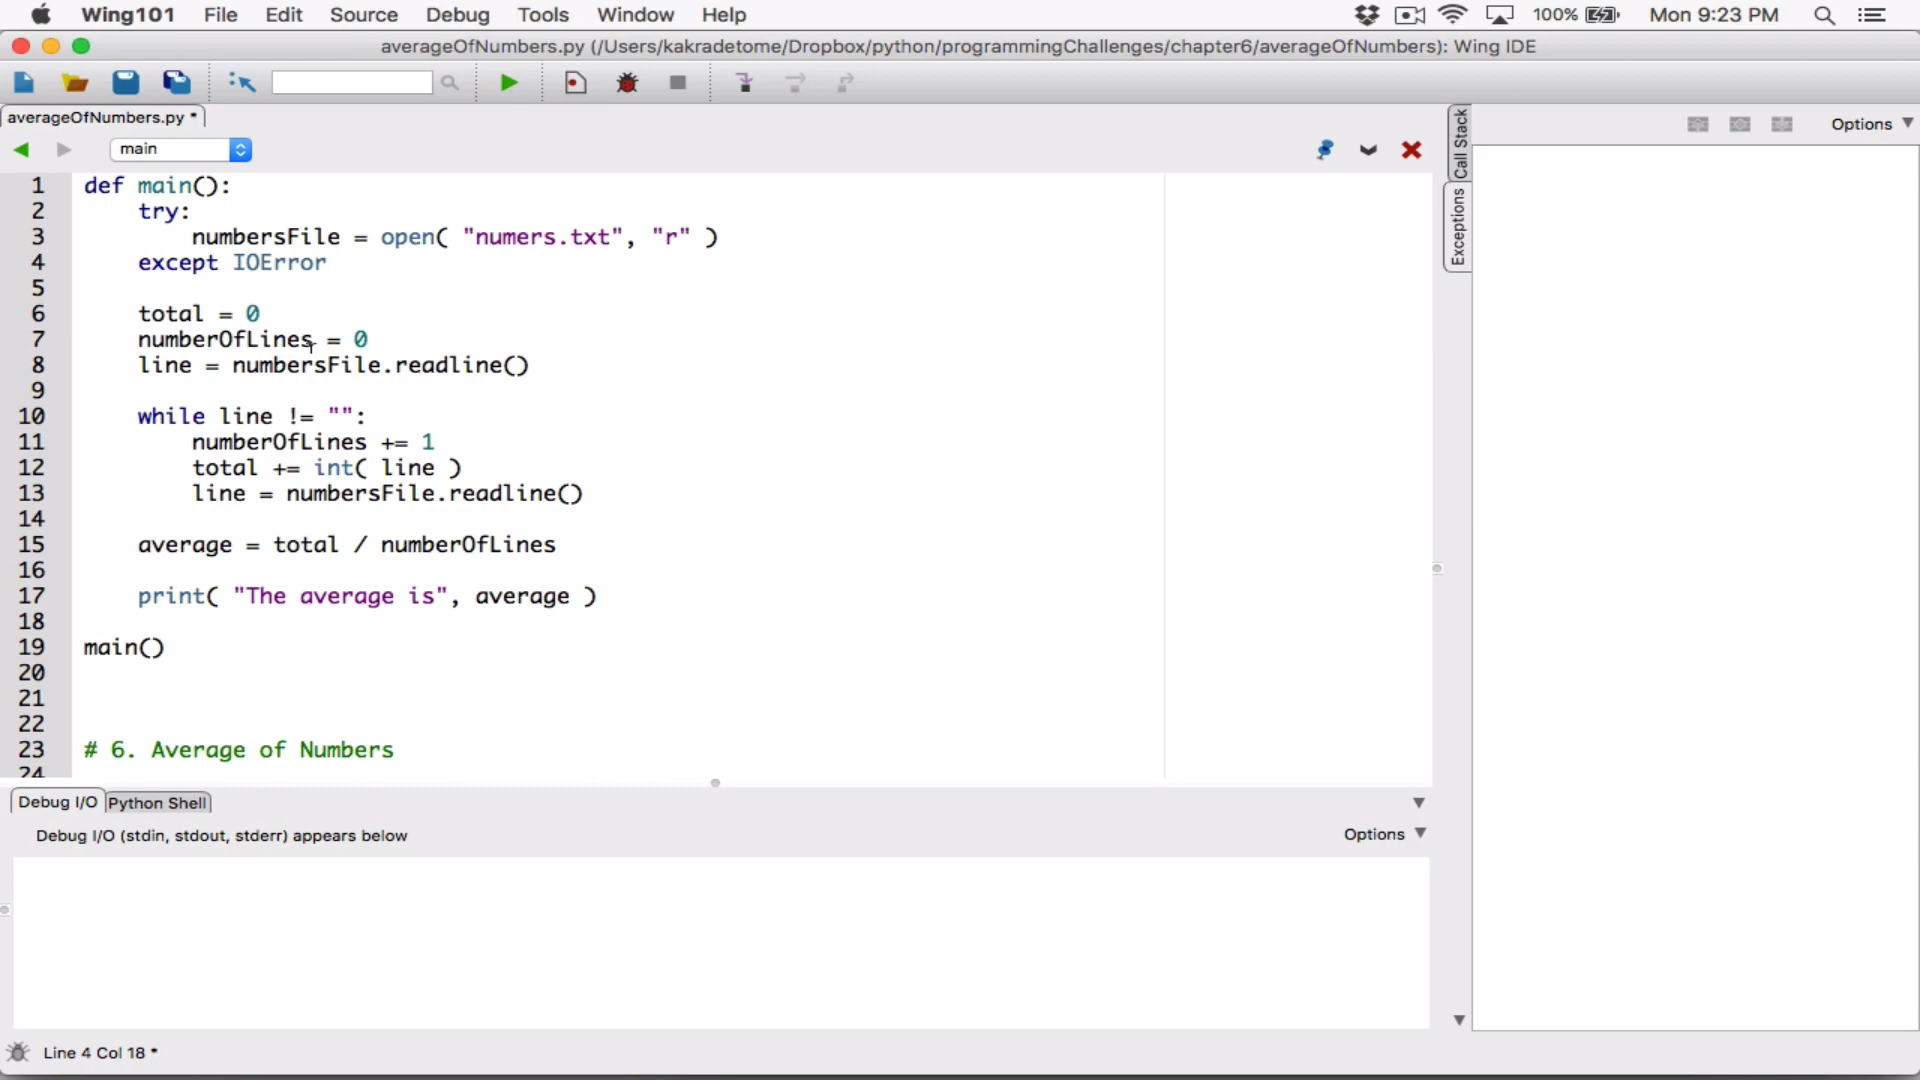 Wing101 File Edit Source Debug Tools Window Help 100% Mon 9:23 PM
averageOfNumbers.py (/Users/kakradetome/Dropbox/python/programmingChallenges/chapter6/averageOfNumbers): Wing IDE
averageOfNumbers.py *
main
Call Stack
Exceptions
Options
1 def main():
2 try:
3 numbersFile = open( "numers.txt", "r" )
4 except IOError
5
6 total = 0
7 numberOfLines = 0
8 line = numbersFile.readline()
9
10 while line != "":
11 numberOfLines += 1
12 total += int( line )
13 line = numbersFile.readline()
14
15 average = total / numberOfLines
16
17 print( "The average is", average )
18
19 main()
20
21
22
23 # 6. Average of Numbers
24
Debug I/O Python Shell
Debug I/O (stdin, stdout, stderr) appears below
Options
Line 4 Col 18 *